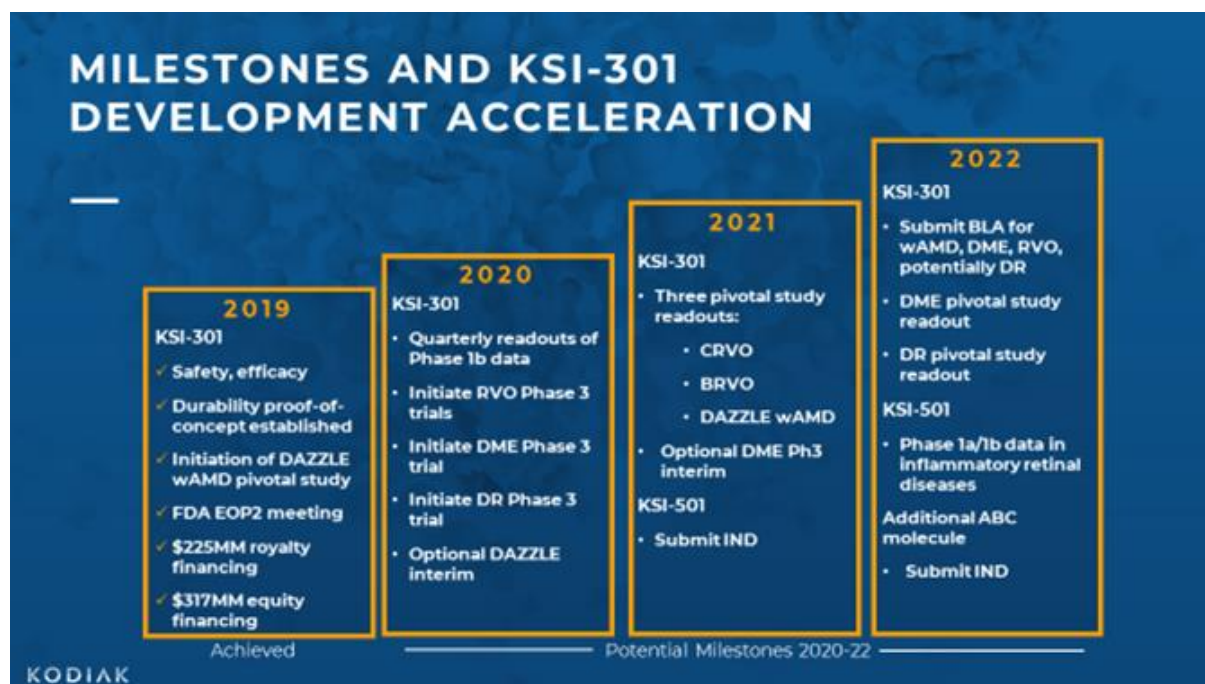 MILESTONES AND KSI-301
DEVELOPMENT ACCELERATION
2019
KSI-301
✓ Safety, efficacy
✓ Durability proof-of-
concept established
✓ Initiation of DAZZLE
wAMD pivotal study
✓ FDA EOP2 meeting
✓ $225MM royalty
financing
✓ $317MM equity
financing
Achieved
2020
KSI-301
• Quarterly readouts of
Phase 1b data
• Initiate RVO Phase 3
trials
• Initiate DME Phase 3
trial
• Initiate DR Phase 3
trial
• Optional DAZZLE
interim
2021
KSI-301
• Three pivotal study
readouts:
• CRVO
• BRVO
• DAZZLE wAMD
• Optional DME Ph3
interim
KSI-501
• Submit IND
2022
KSI-301
• Submit BLA for
wAMD, DME, RVO,
potentially DR
• DME pivotal study
readout
• DR pivotal study
readout
KSI-501
• Phase 1a/1b data in
inflammatory retinal
diseases
Additional ABC
molecule
• Submit IND
Potential Milestones 2020-22
KODIAK